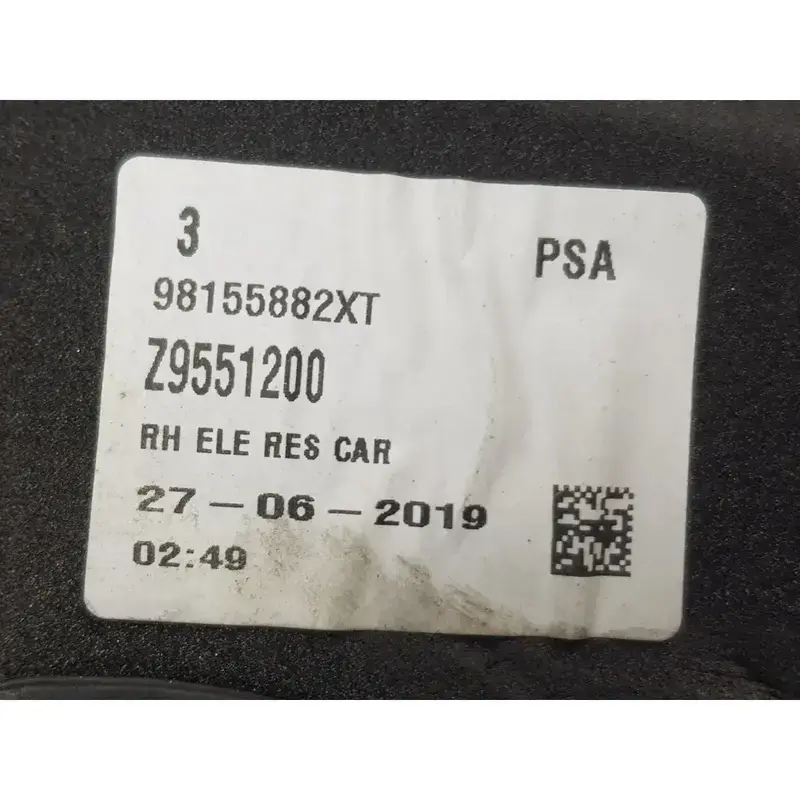 3
PSA
98155882XT
Z9551200
RH ELE RES CAR
27-06-2019
02:49